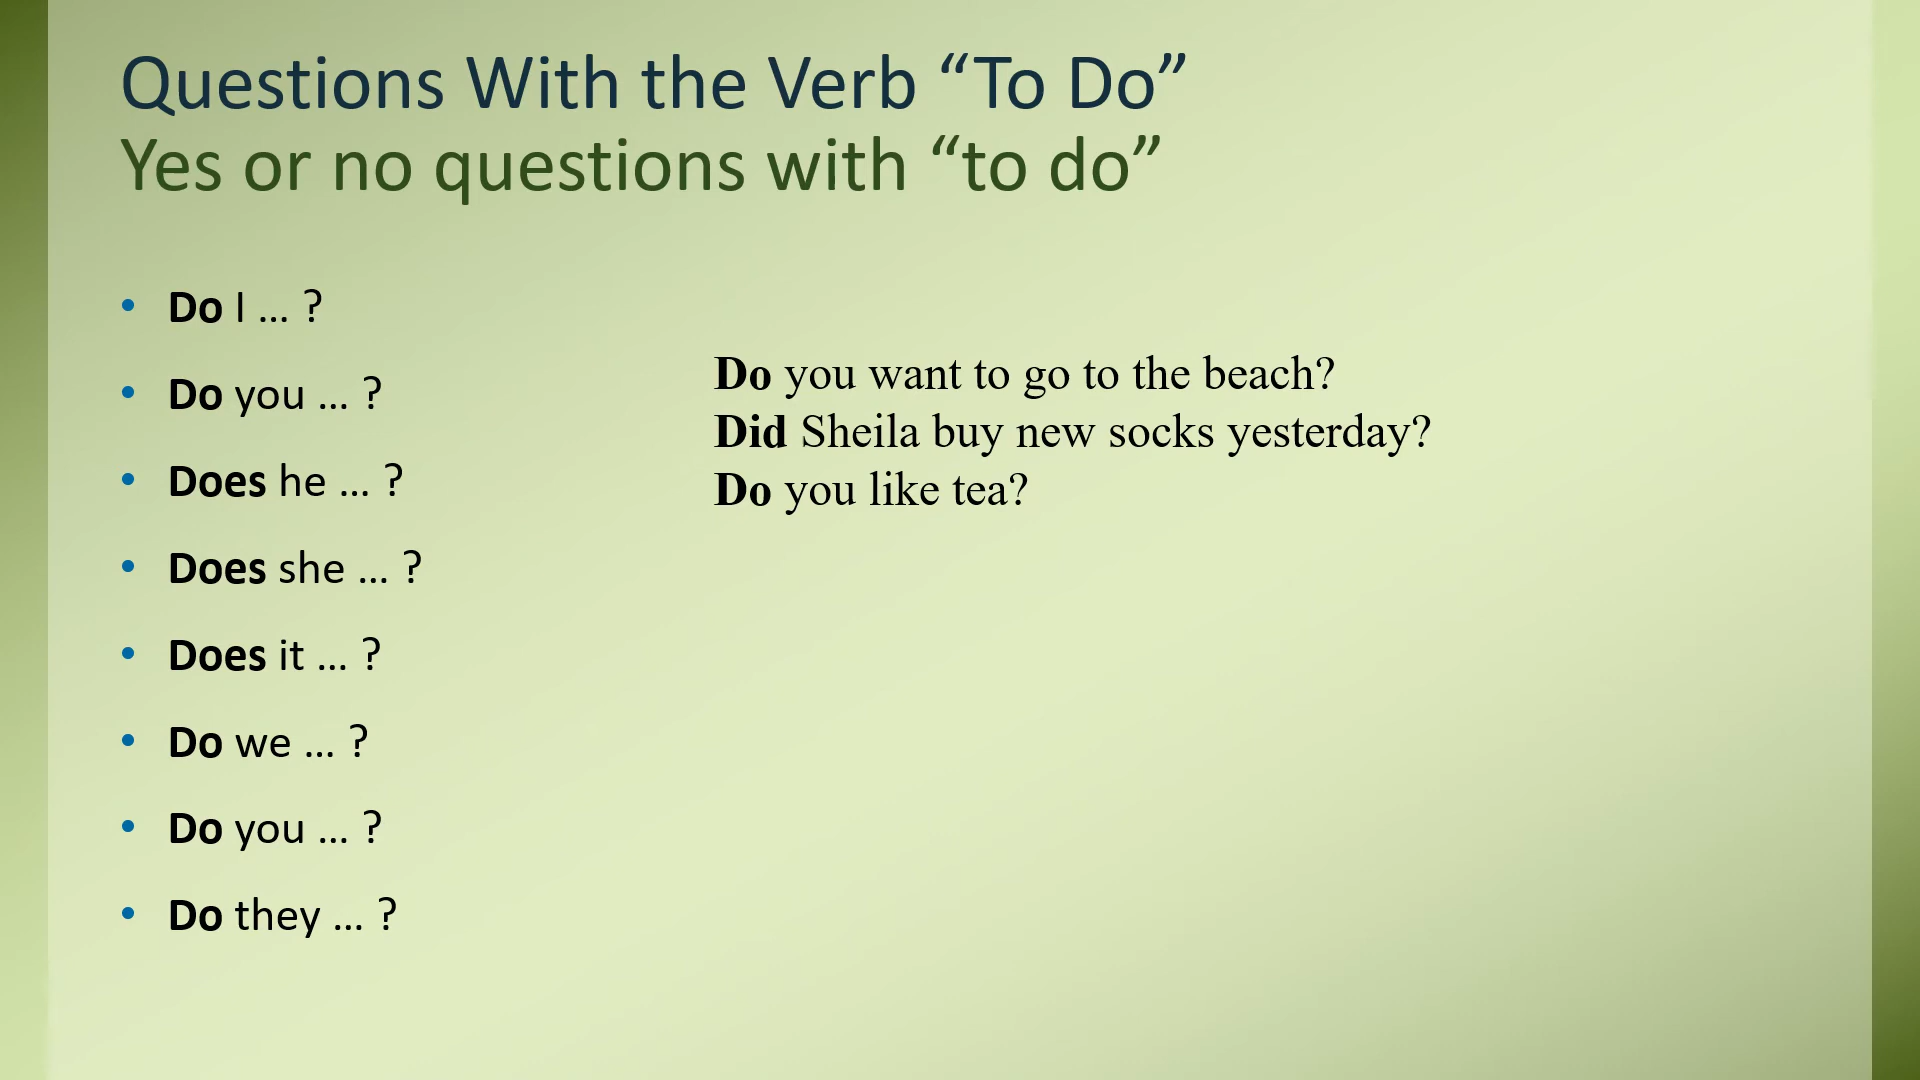 Questions With the Verb “To Do”
Yes or no questions with “to do”
• Do I ... ?
• Do you ... ?
• Does he ... ?
• Does she ... ?
• Does it ... ?
• Do we ... ?
• Do you ... ?
• Do they ... ?
Do you want to go to the beach?
Did Sheila buy new socks yesterday?
Do you like tea?